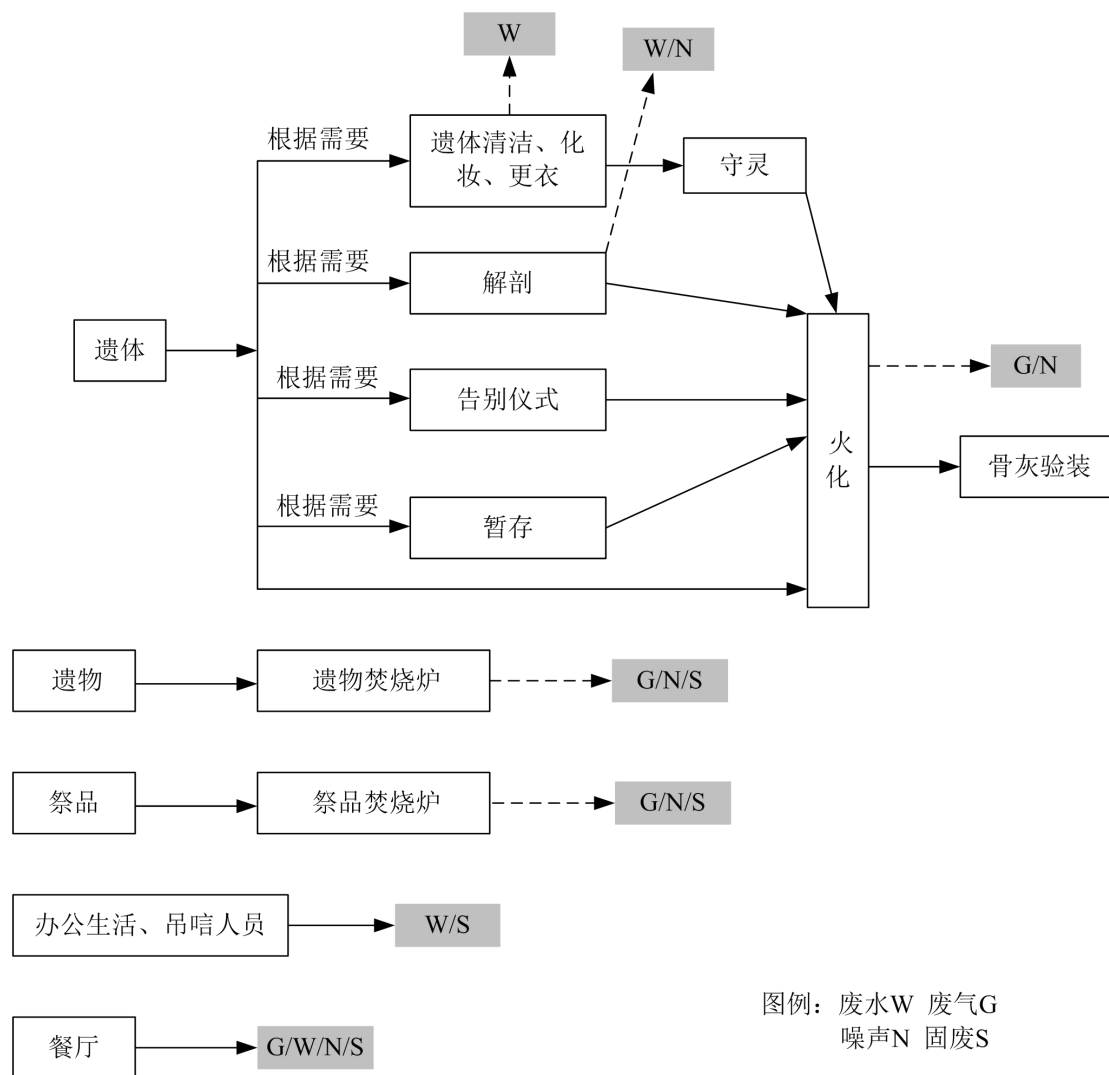 W
W/N
根据需要
遗体清洁、化
妆、更衣
守灵
根据需要
解剖
遗体
G/N
根据需要
告别仪式
火
化
骨灰验装
根据需要
暂存
遗物
遗物焚烧炉
G/N/S
祭品
祭品焚烧炉
G/N/S
办公生活、吊唁人员
W/S
图例：废水W 废气G
噪声N 固废S
餐厅
G/W/N/S